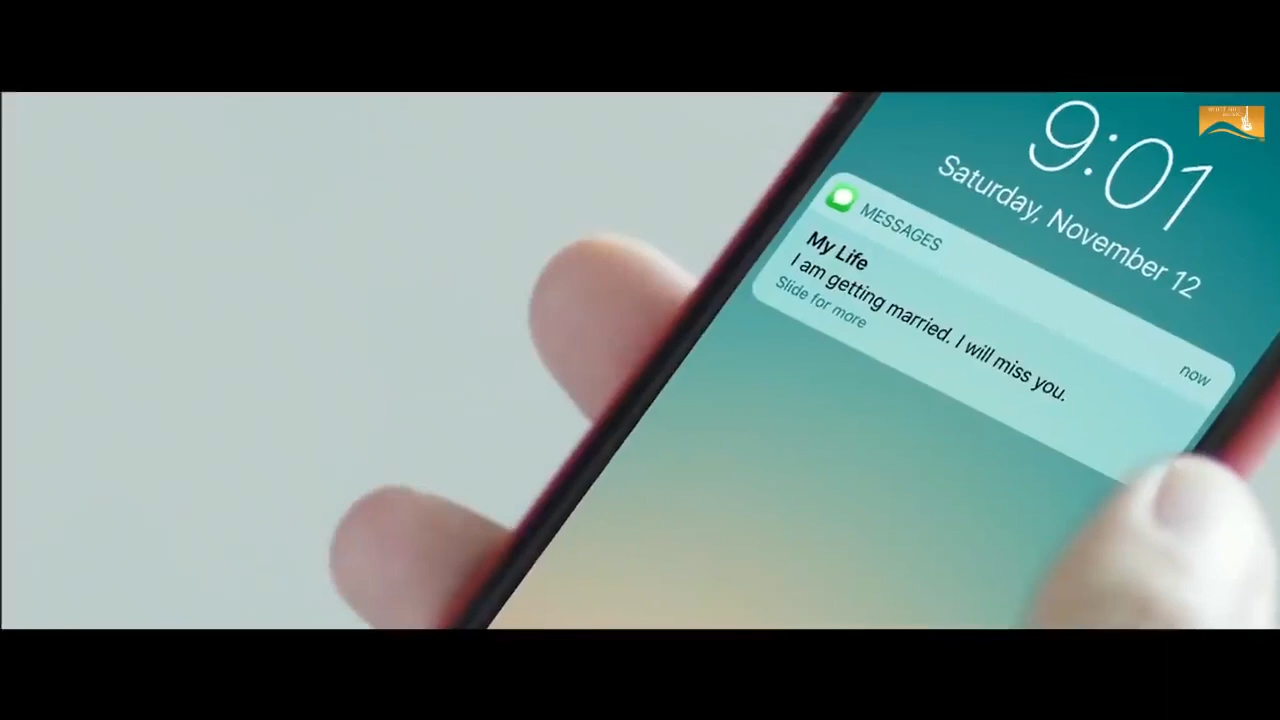 9:01
Saturday, November 12
MESSAGES
now
My Life
I am getting married. I will miss you.
Slide for more